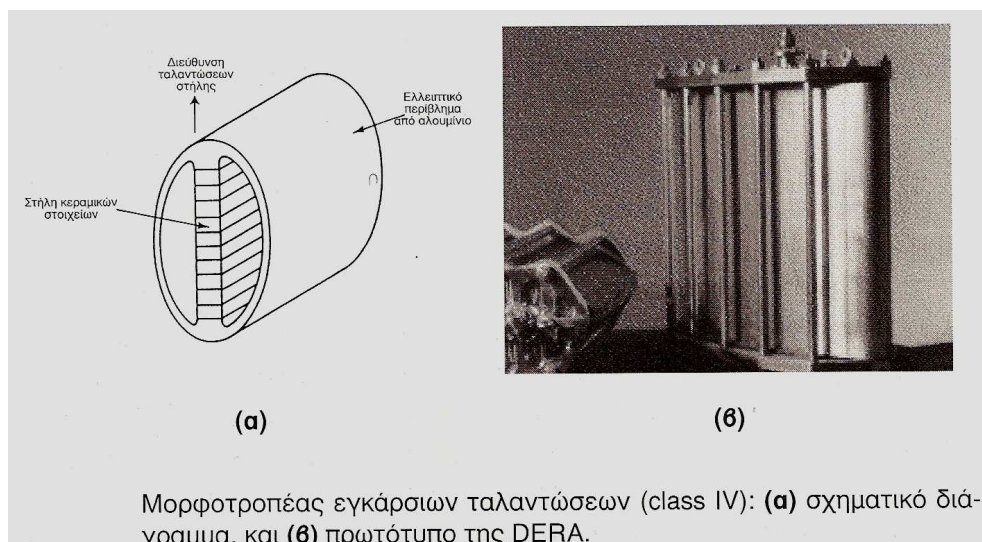 Διεύθυνση
ταλαντώσεων
στήλης
Ελλειπτικό
περίβλημα
από αλουμίνιο
Στήλη κεραμικών
στοιχείων
(α)
(β)
Μορφοτροπέας εγκάρσιων ταλαντώσεων (class IV): (α) σχηματικό διά-
γραμμα, και (β) πρωτότυπο της DERA.